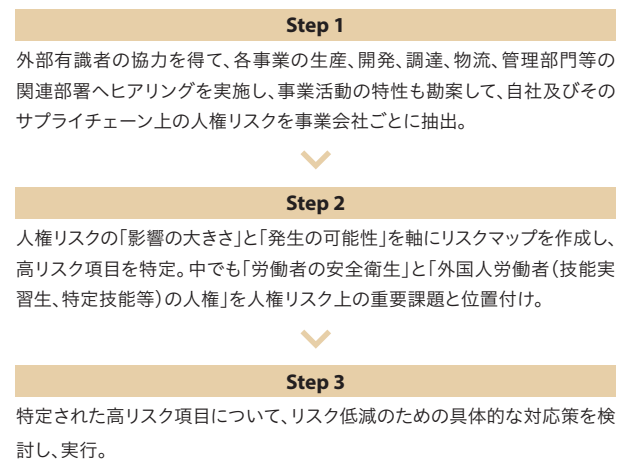 Step 1
外部有識者の協力を得て、各事業の生産、開発、調達、物流、管理部門等の
関連部署へヒアリングを実施し、事業活動の特性も勘案して、自社及びその
サプライチェーン上の人権リスクを事業会社ごとに抽出。
Step 2
人権リスクの「影響の大きさ」と「発生の可能性」を軸にリスクマップを作成し、
高リスク項目を特定。中でも「労働者の安全衛生」と「外国人労働者(技能実
習生、特定技能等)の人権」を人権リスク上の重要課題と位置付け。
Step 3
特定された高リスク項目について、リスク低減のための具体的な対応策を検
討し、実行。